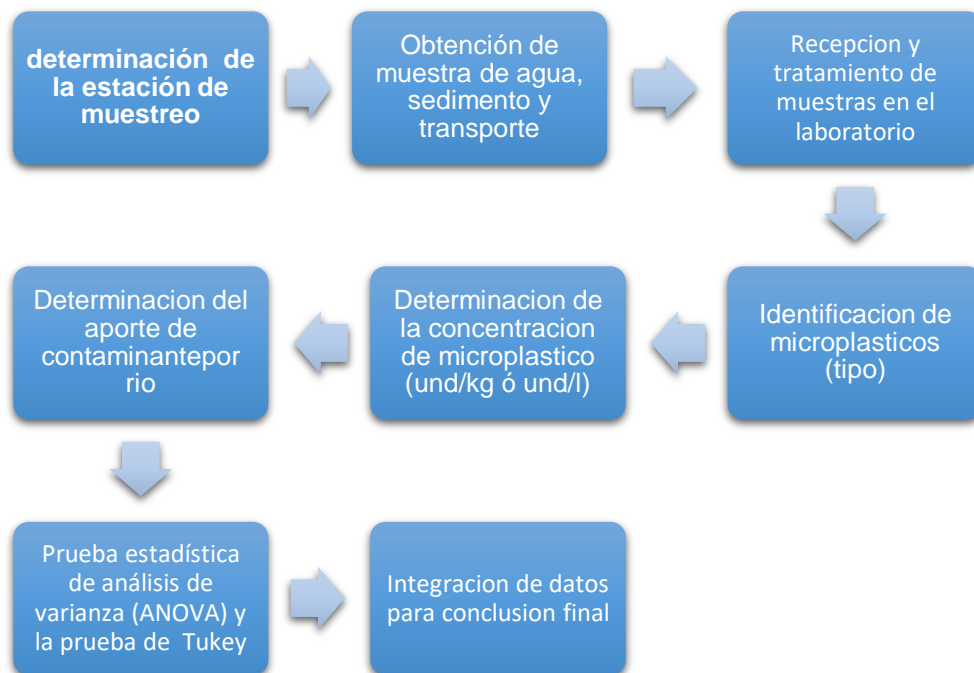 determinación de
la estación de
muestreo
Obtención de
muestra de agua,
sedimento y
transporte
Recepcion y
tratamiento de
muestras en el
laboratorio
Identificacion de
microplasticos
(tipo)
Determinacion de
la concentracion
de microplastico
(und/kg ó und/l)
Determinacion del
aporte de
contaminantepor
rio
Prueba estadística
de análisis de
varianza (ANOVA) y
la prueba de Tukey
Integracion de datos
para conclusion final